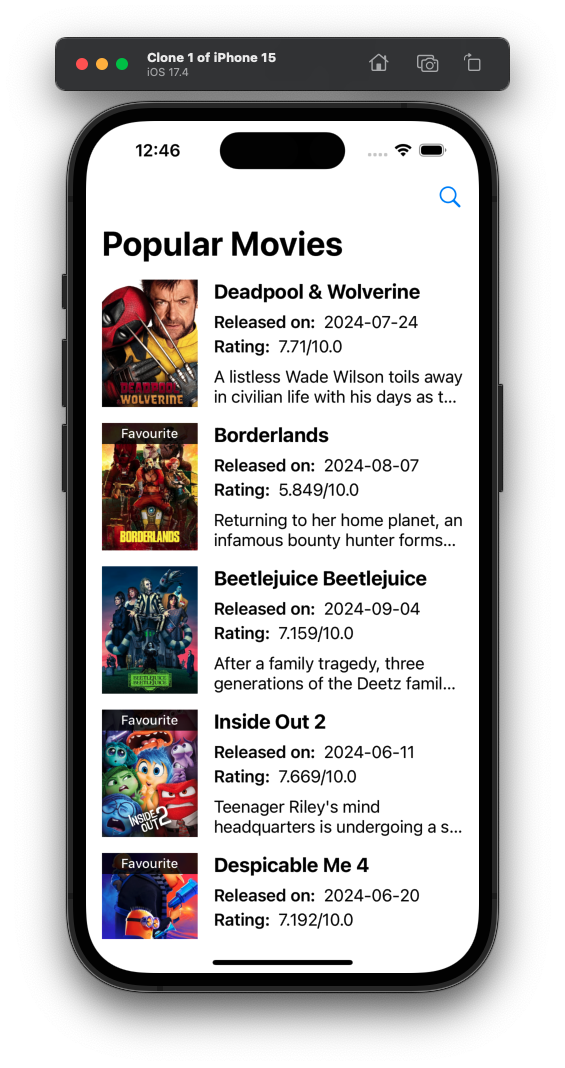 Clone 1 of iPhone 15
iOS 17.4
12:46
Popular Movies
DEADPOOL
WOLVERINE
Deadpool & Wolverine
Released on: 2024-07-24
Rating: 7.71/10.0
A listless Wade Wilson toils away
in civilian life with his days as t...
Favourite
BORDERLANDS
Borderlands
Released on: 2024-08-07
Rating: 5.849/10.0
Returning to her home planet, an
infamous bounty hunter forms...
BEETLEJUICE
BEETLEJUICE
Beetlejuice Beetlejuice
Released on: 2024-09-04
Rating: 7.159/10.0
After a family tragedy, three
generations of the Deetz famil...
Favourite
INSIDE
OUT 2
Inside Out 2
Released on: 2024-06-11
Rating: 7.669/10.0
Teenager Riley's mind
headquarters is undergoing a s...
Favourite
Despicable Me 4
Released on: 2024-06-20
Rating: 7.192/10.0